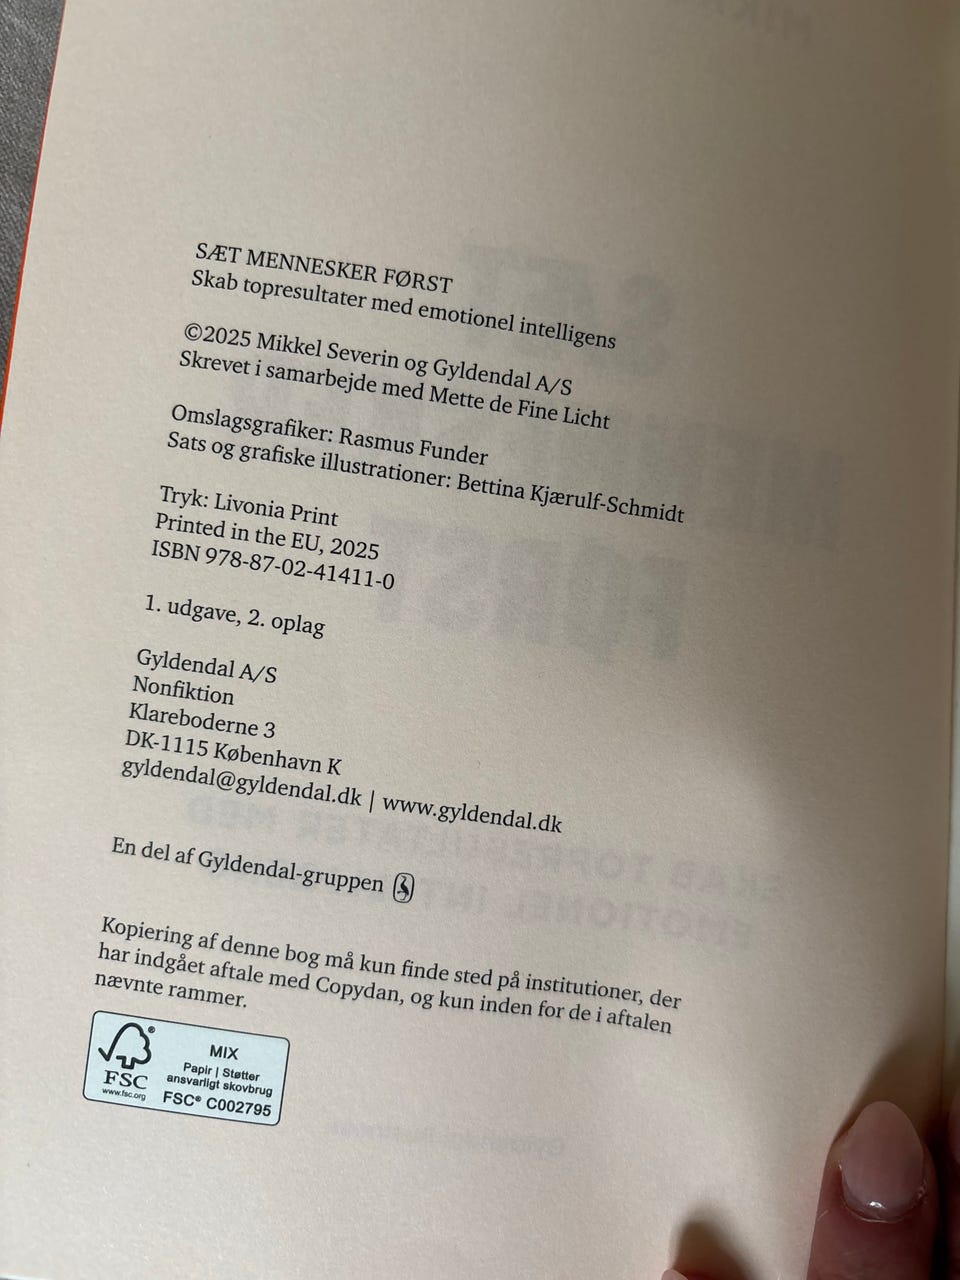 SÆT MENNESKER FØRST
Skab topresultater med emotionel intelligens
©2025 Mikkel Severin og Gyldendal A/S
Skrevet i samarbejde med Mette de Fine Licht
Omslagsgrafiker: Rasmus Funder
Sats og grafiske illustrationer: Bettina Kjærulf-Schmidt
Tryk: Livonia Print
Printed in the EU, 2025
ISBN 978-87-02-41411-0
1. udgave, 2. oplag
Gyldendal A/S
Nonfiktion
Klareboderne 3
DK-1115 København K
gyldendal@gyldendal.dk | www.gyldendal.dk
En del af Gyldendal-gruppen
Kopiering af denne bog må kun finde sted på institutioner, der
har indgået aftale med Copydan, og kun inden for de i aftalen
nævnte rammer.
FSC®
www.fsc.org
MIX
Papir | Støtter
ansvarligt skovbrug
FSC® C002795